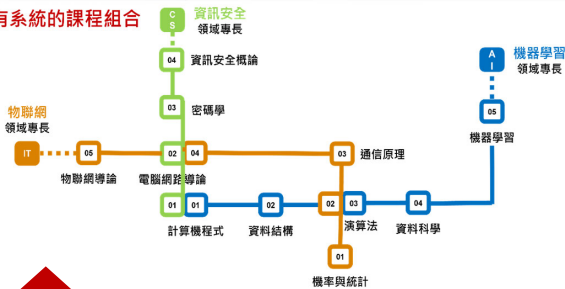 有系統的課程組合
C
S
資訊安全
領域專長
04
資訊安全概論
A
I
機器學習
領域專長
03
密碼學
05
機器學習
物聯網
領域專長
IT
05
物聯網導論
02
04
電腦網路導論
03
通信原理
01
01
計算機程式
02
資料結構
02
03
演算法
04
資料科學
01
機率與統計